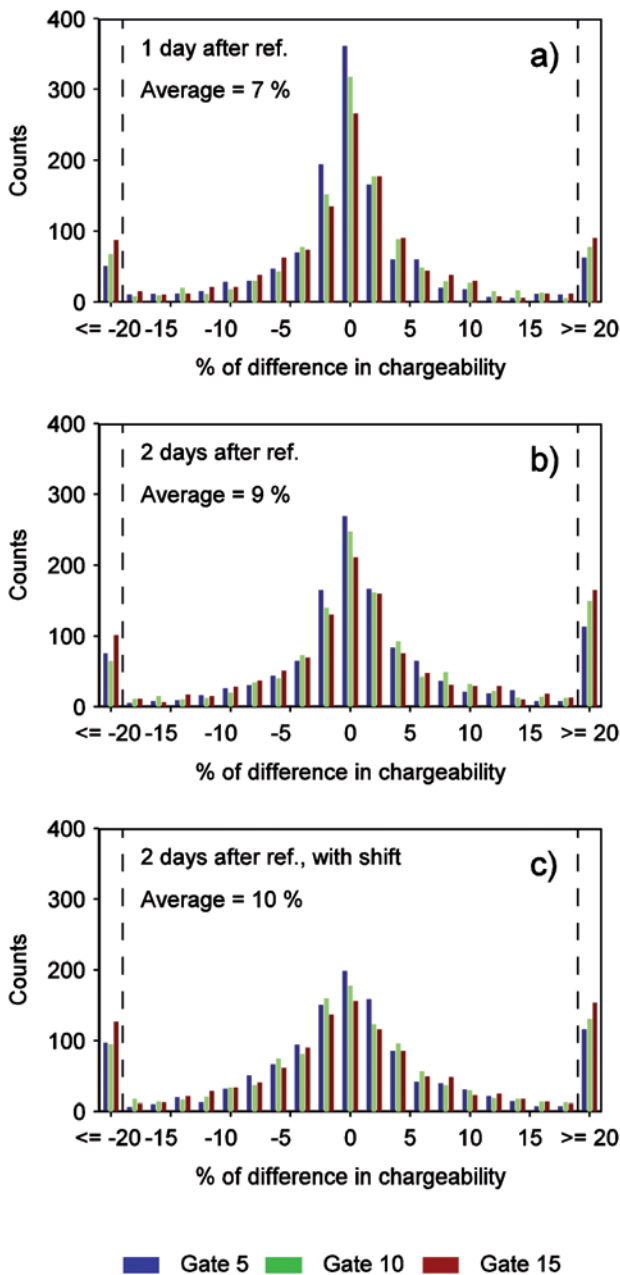 400
1 day after ref.
a)
Average = 7 %
300
Counts
200
100
0
<= -20 -15 -10 -5 0 5 10 15 >= 20
% of difference in chargeability
400
2 days after ref.
b)
Average = 9 %
300
Counts
200
100
0
<= -20 -15 -10 -5 0 5 10 15 >= 20
% of difference in chargeability
400
2 days after ref., with shift
c)
Average = 10 %
300
Counts
200
100
0
<= -20 -15 -10 -5 0 5 10 15 >= 20
% of difference in chargeability
Gate 5 Gate 10 Gate 15